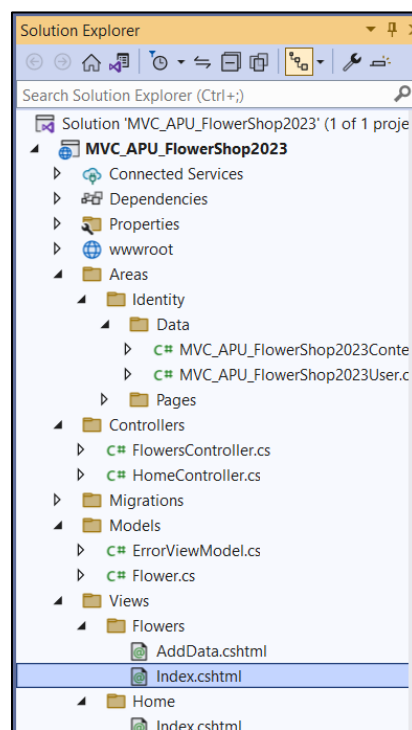 Solution Explorer
Search Solution Explorer (Ctrl+;)
Solution 'MVC_APU_FlowerShop2023' (1 of 1 proje
MVC_APU_FlowerShop2023
Connected Services
Dependencies
Properties
wwwroot
Areas
Identity
Data
C# MVC_APU_FlowerShop2023Conte
C# MVC_APU_FlowerShop2023User.c
Pages
Controllers
C# FlowersController.cs
C# HomeController.cs
Migrations
Models
C# ErrorViewModel.cs
C# Flower.cs
Views
Flowers
AddData.cshtml
Index.cshtml
Home
Index.cshtml